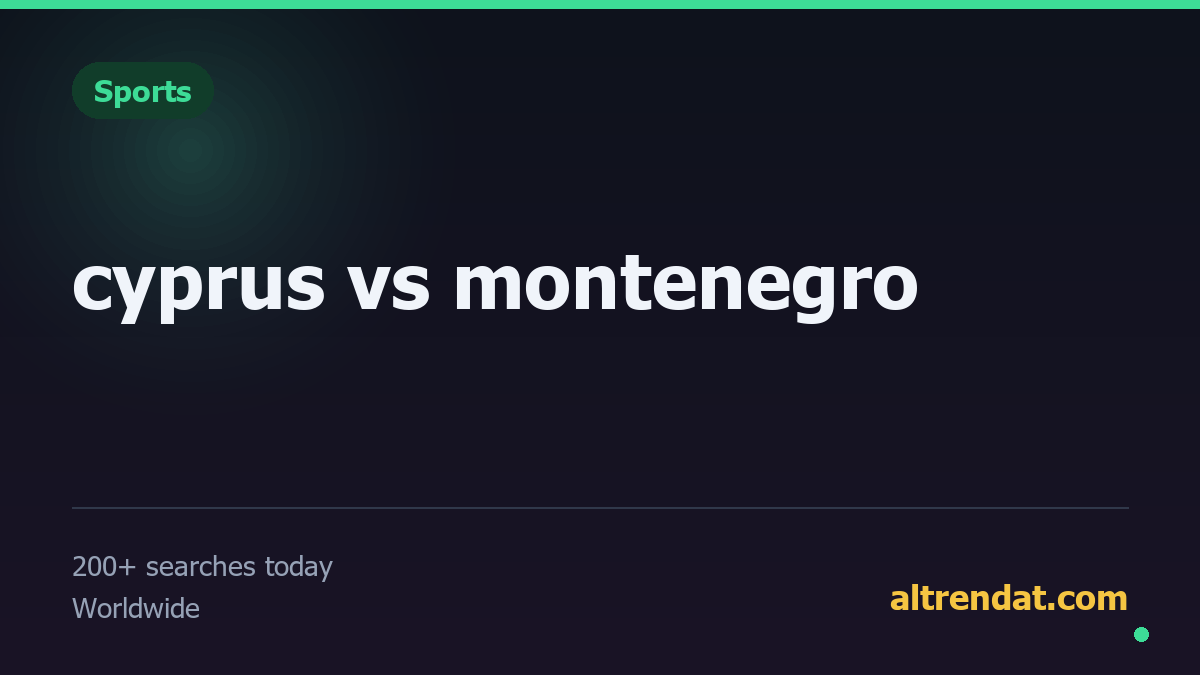 Sports
cyprus vs montenegro
200+ searches today
Worldwide
altrendat.com